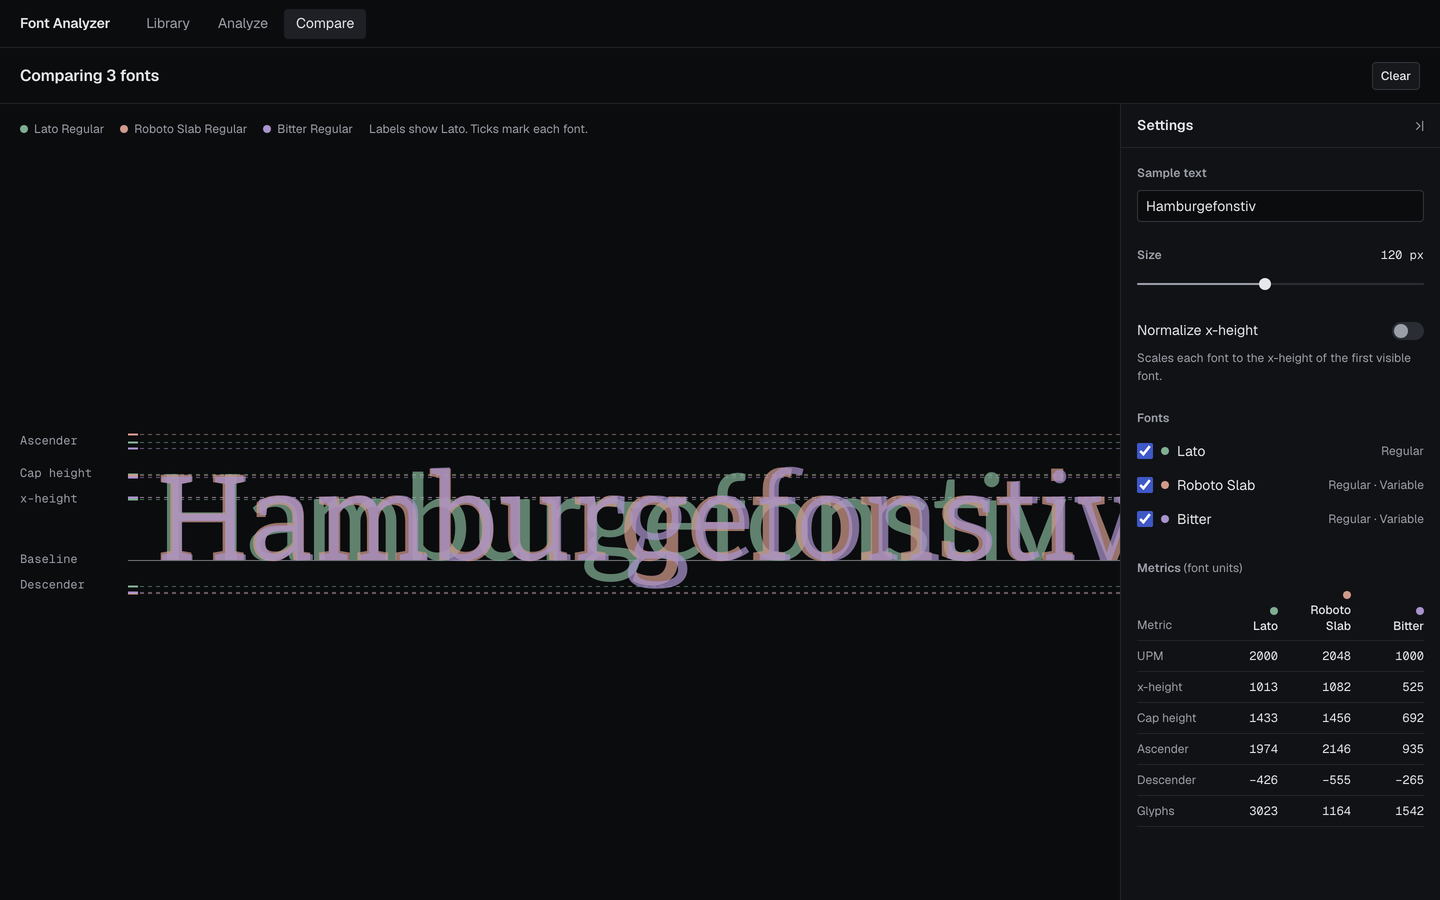 Font Analyzer Library Analyze Compare
Comparing 3 fonts
Clear
Lato Regular Roboto Slab Regular Bitter Regular Labels show Lato. Ticks mark each font.
Ascender
Cap height
x-height
Baseline
Descender
Hamburgefonstiv
Settings
Sample text
Hamburgefonstiv
Size 120 px
Normalize x-height
Scales each font to the x-height of the first visible
font.
Fonts
Lato Regular
Roboto Slab Regular · Variable
Bitter Regular · Variable
Metrics (font units)
Metric Lato Roboto Slab Bitter
UPM 2000 2048 1000
x-height 1013 1082 525
Cap height 1433 1456 692
Ascender 1974 2146 935
Descender −426 −555 −265
Glyphs 3023 1164 1542